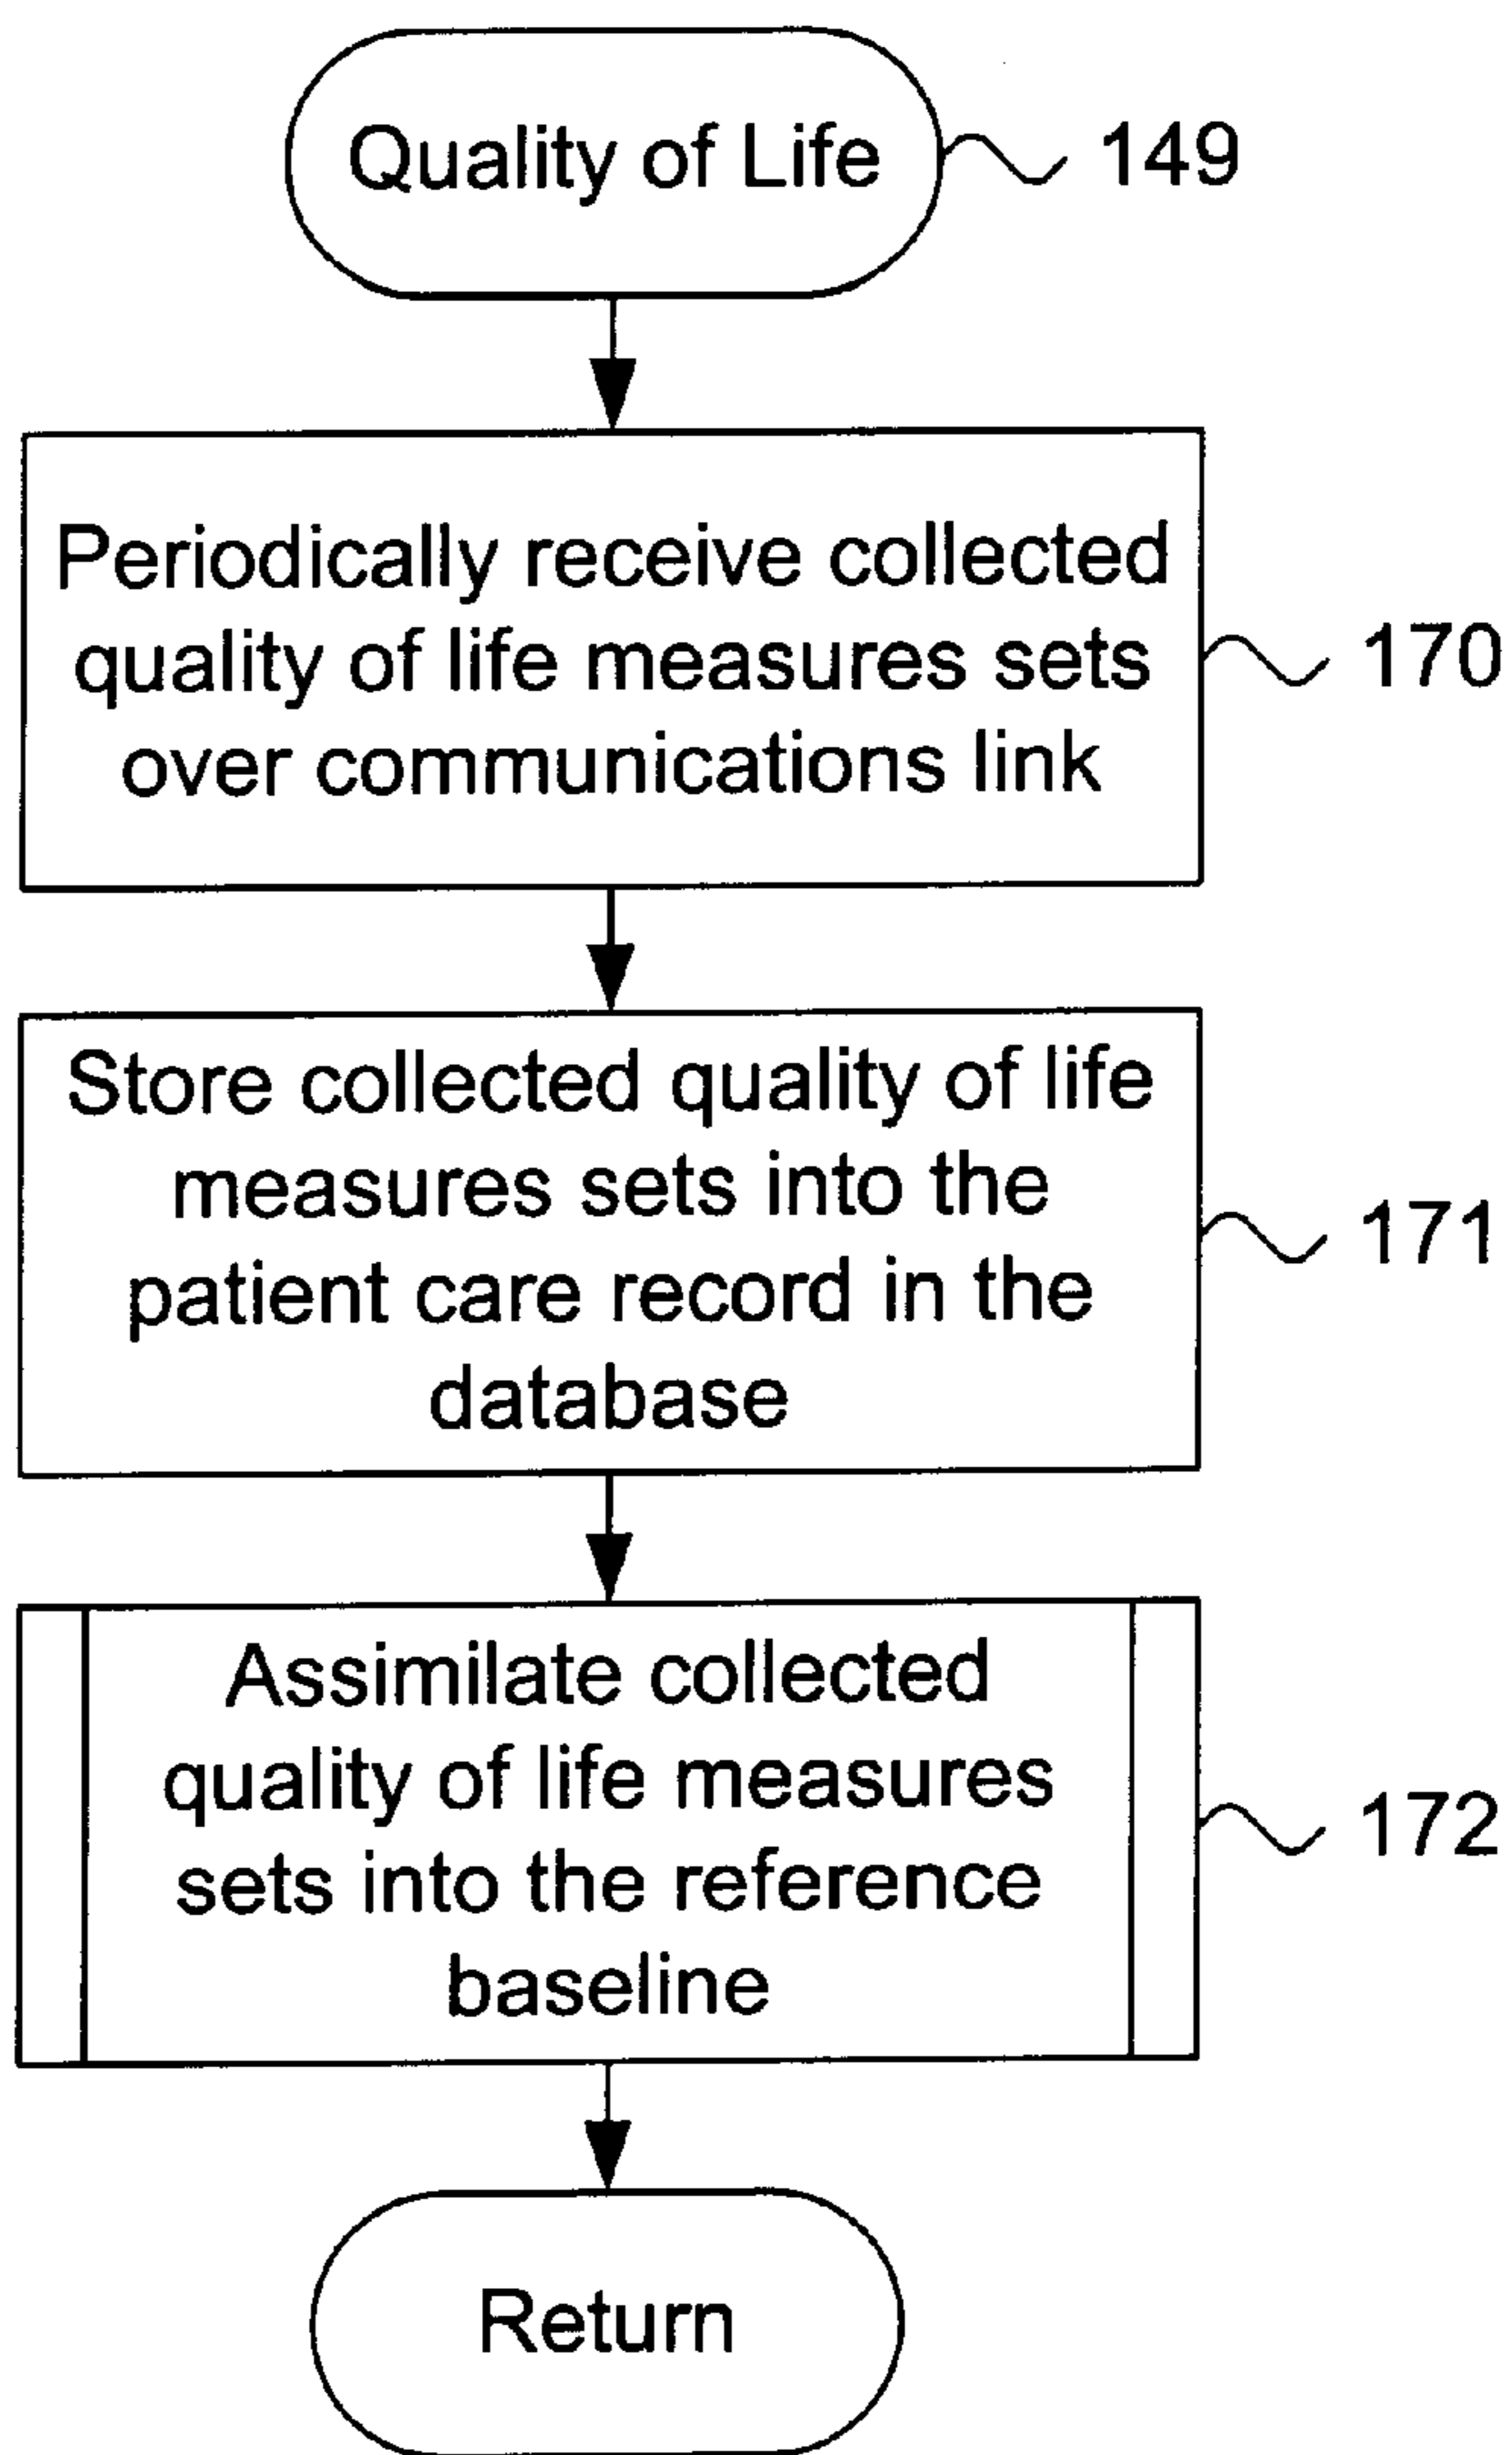 Quality of Life
149
Periodically receive collected
quality of life measures sets
over communications link
170
Store collected quality of life
measures sets into the
patient care record in the
database
171
Assimilate collected
quality of life measures
sets into the reference
baseline
172
Return